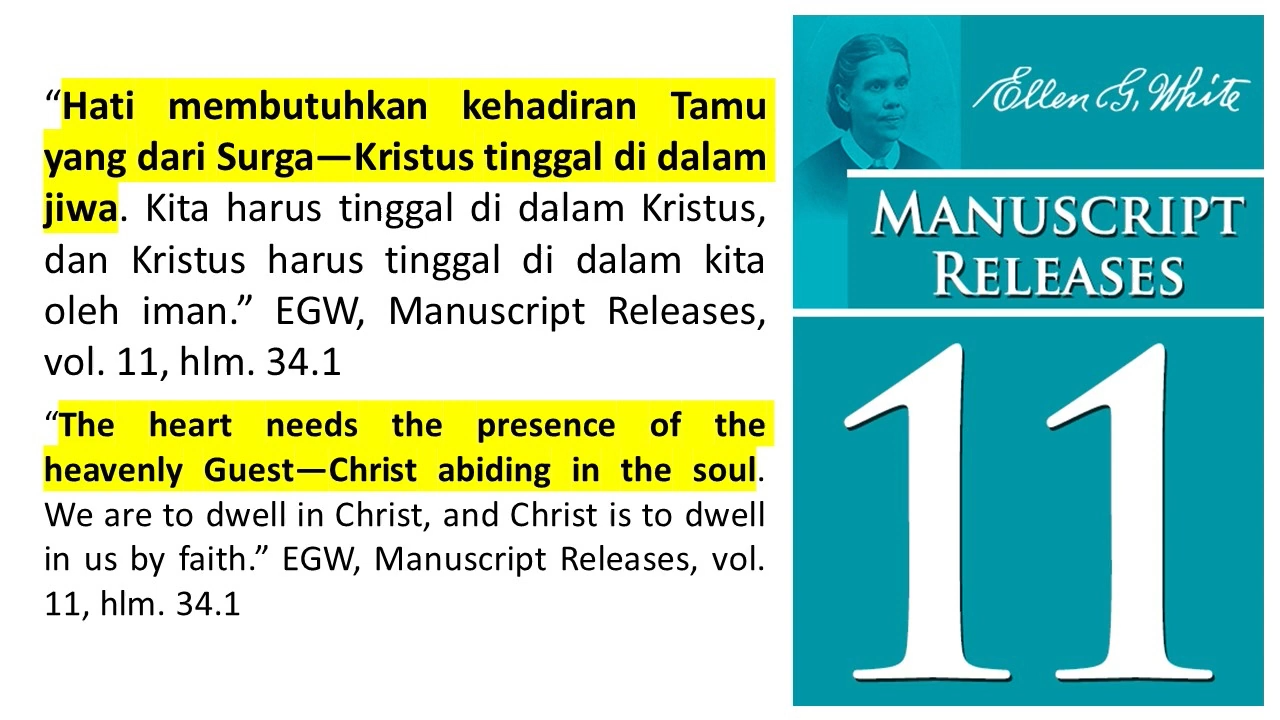 “Hati membutuhkan kehadiran Tamu
yang dari Surga—Kristus tinggal di dalam
jiwa. Kita harus tinggal di dalam Kristus,
dan Kristus harus tinggal di dalam kita
oleh iman.” EGW, Manuscript Releases,
vol. 11, hlm. 34.1
“The heart needs the presence of the
heavenly Guest—Christ abiding in the soul.
We are to dwell in Christ, and Christ is to dwell
in us by faith.” EGW, Manuscript Releases, vol.
11, hlm. 34.1
Ellen G. White
MANUSCRIPT
RELEASES
11